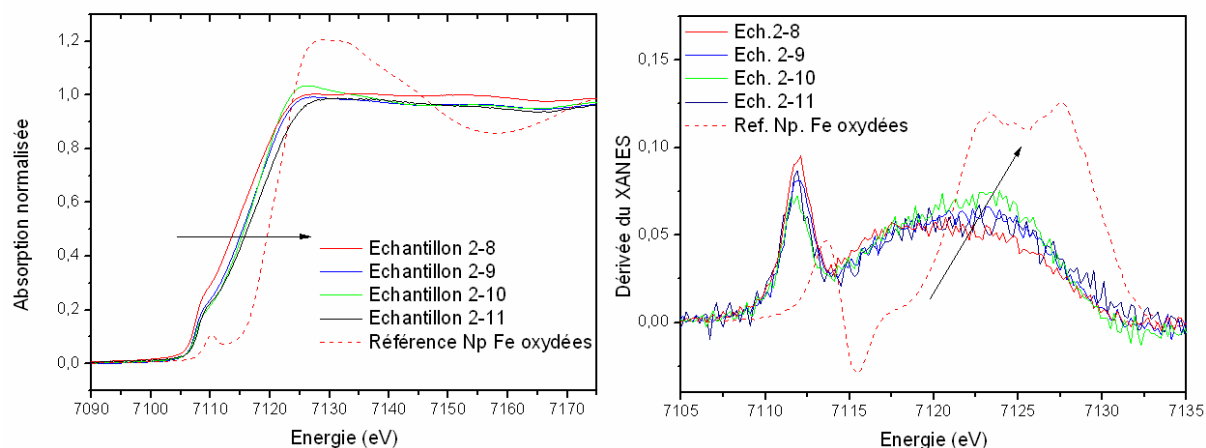 1,2
1,0
0,8
0,6
0,4
0,2
0,0
Absorption normalisée
Echantillon 2-8
Echantillon 2-9
Echantillon 2-10
Echantillon 2-11
Référence Np Fe oxydées
7090 7100 7110 7120 7130 7140 7150 7160 7170
Energie (eV)
0,15
0,10
0,05
0,00
Dérivée du XANES
Ech.2-8
Ech. 2-9
Ech. 2-10
Ech. 2-11
Ref. Np. Fe oxydées
7105 7110 7115 7120 7125 7130 7135
Energie (eV)